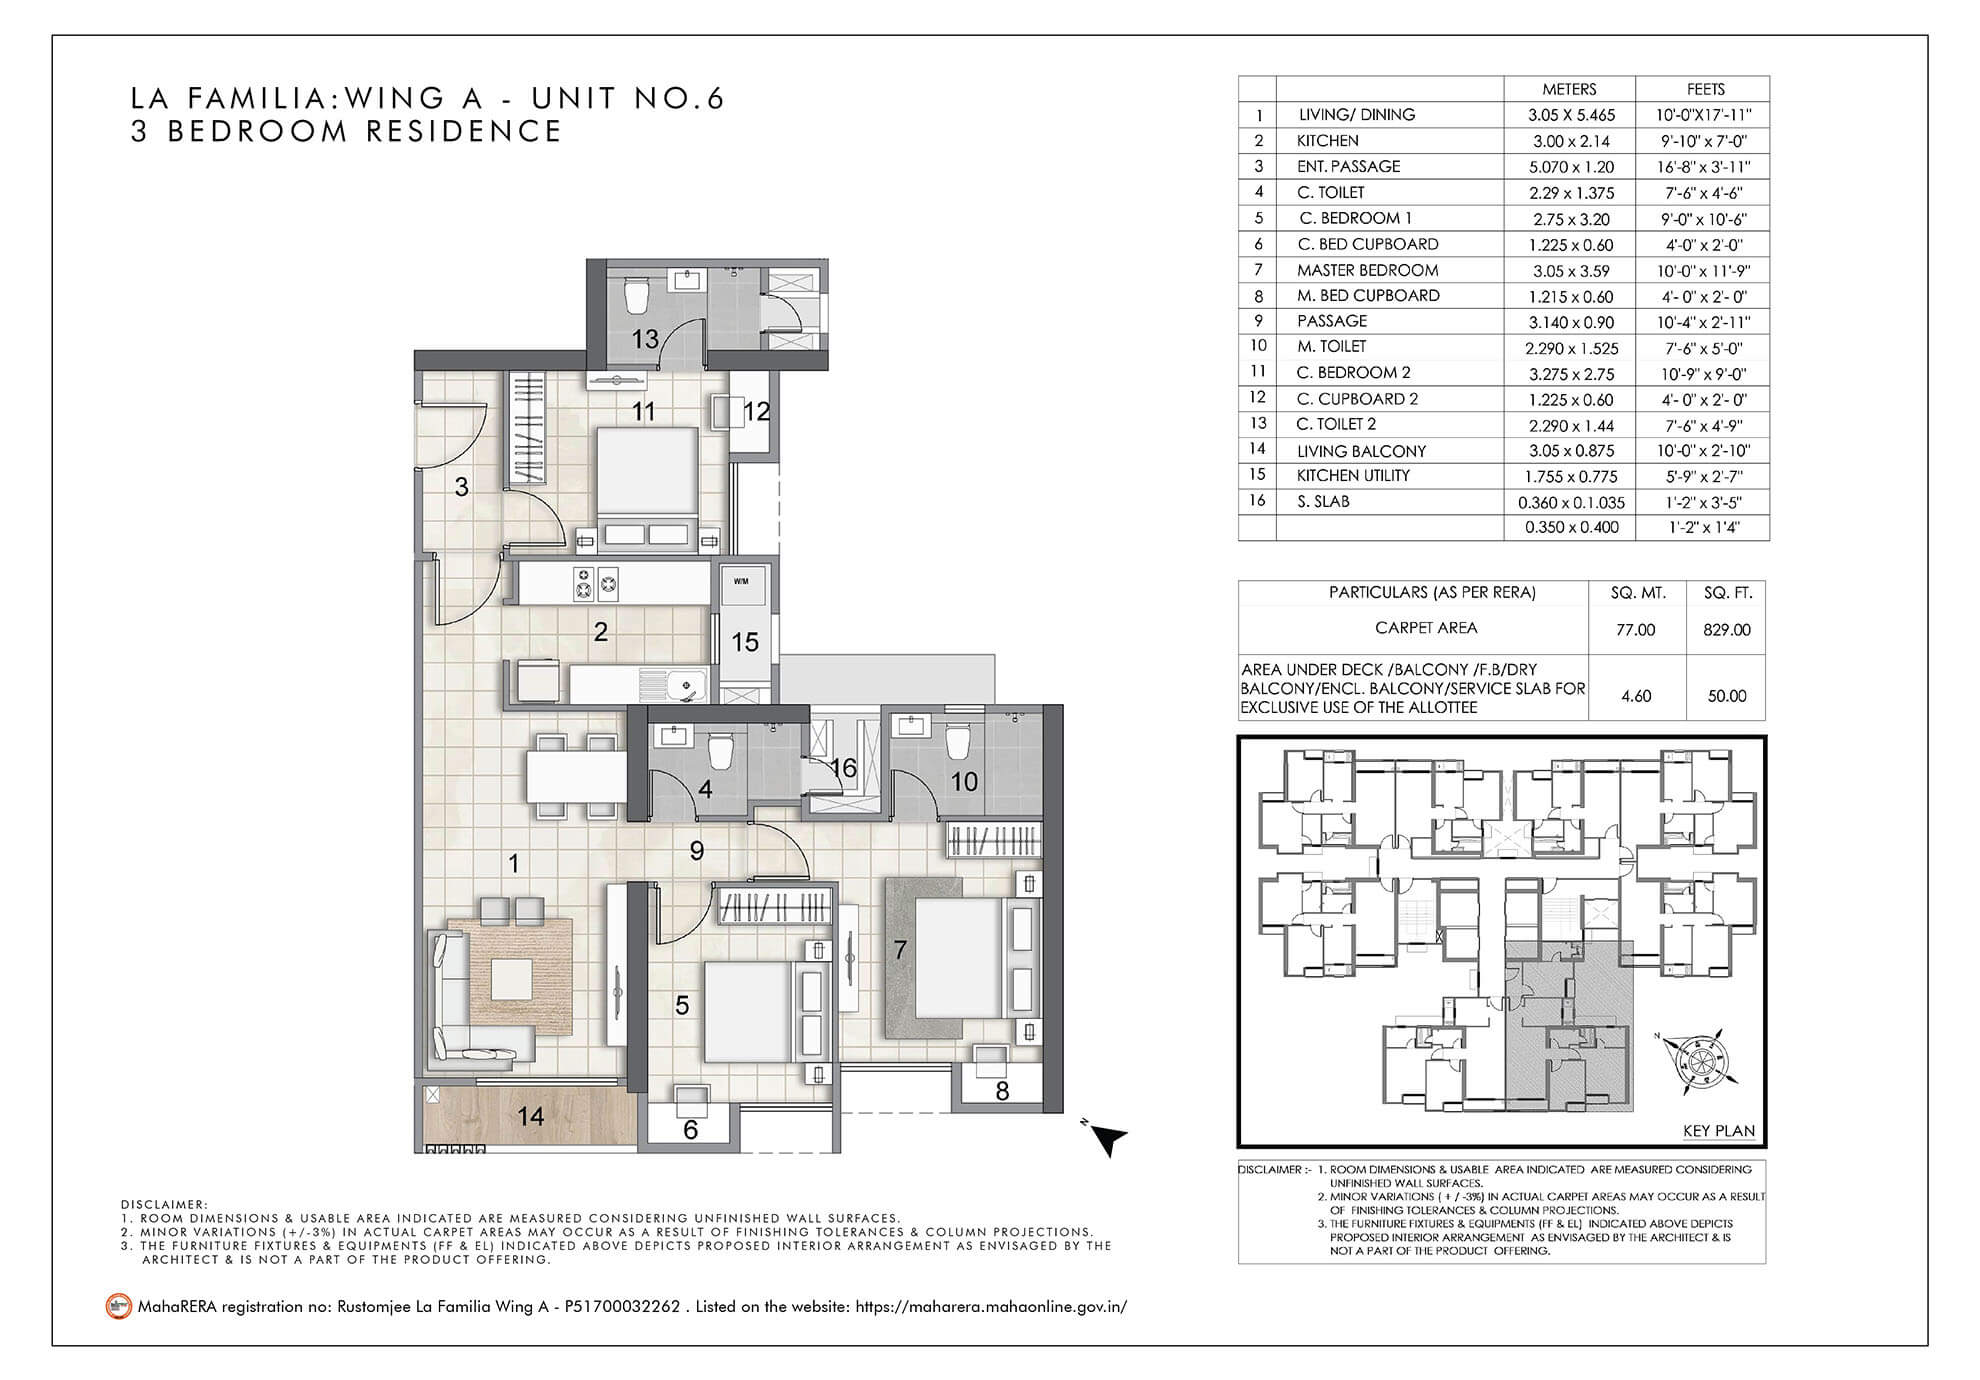 LA FAMILIA:WING A - UNIT NO.6
3 BEDROOM RESIDENCE
METERS FEETS
1 LIVING/ DINING 3.05 X 5.465 10'-0"X17'-11"
2 KITCHEN 3.00 x 2.14 9'-10" x 7'-0"
3 ENT. PASSAGE 5.070 x 1.20 16'-8" x 3'-11"
4 C. TOILET 2.29 x 1.375 7'-6" x 4'-6"
5 C. BEDROOM 1 2.75 x 3.20 9'-0" x 10'-6"
6 C. BED CUPBOARD 1.225 x 0.60 4'-0" x 2'-0"
7 MASTER BEDROOM 3.05 x 3.59 10'-0" x 11'-9"
8 M. BED CUPBOARD 1.215 x 0.60 4'- 0" x 2'- 0"
9 PASSAGE 3.140 x 0.90 10'-4" x 2'-11"
10 M. TOILET 2.290 x 1.525 7'-6" x 5'-0"
11 C. BEDROOM 2 3.275 x 2.75 10'-9" x 9'-0"
12 C. CUPBOARD 2 1.225 x 0.60 4'- 0" x 2'- 0"
13 C. TOILET 2 2.290 x 1.44 7'-6" x 4'-9"
14 LIVING BALCONY 3.05 x 0.875 10'-0" x 2'-10"
15 KITCHEN UTILITY 1.755 x 0.775 5'-9" x 2'-7"
16 S. SLAB 0.360 x 0.1.035 1'-2" x 3'-5"
0.350 x 0.400 1'-2" x 1'4"
PARTICULARS (AS PER RERA) SQ. MT. SQ. FT.
CARPET AREA 77.00 829.00
AREA UNDER DECK /BALCONY /F.B/DRY
BALCONY/ENCL. BALCONY/SERVICE SLAB FOR
EXCLUSIVE USE OF THE ALLOTTEE 4.60 50.00
13
11
12
3
W/M
2
15
4
16
10
9
1
7
5
8
14
6
N
N
KEY PLAN
DISCLAIMER :- 1. ROOM DIMENSIONS & USABLE AREA INDICATED ARE MEASURED CONSIDERING
UNFINISHED WALL SURFACES.
2. MINOR VARIATIONS ( + / -3%) IN ACTUAL CARPET AREAS MAY OCCUR AS A RESULT
OF FINISHING TOLERANCES & COLUMN PROJECTIONS.
3. THE FURNITURE FIXTURES & EQUIPMENTS (FF & EL) INDICATED ABOVE DEPICTS
PROPOSED INTERIOR ARRANGEMENT AS ENVISAGED BY THE ARCHITECT & IS
NOT A PART OF THE PRODUCT OFFERING.
DISCLAIMER:
1. ROOM DIMENSIONS & USABLE AREA INDICATED ARE MEASURED CONSIDERING UNFINISHED WALL SURFACES.
2. MINOR VARIATIONS (+/-3%) IN ACTUAL CARPET AREAS MAY OCCUR AS A RESULT OF FINISHING TOLERANCES & COLUMN PROJECTIONS.
3. THE FURNITURE FIXTURES & EQUIPMENTS (FF & EL) INDICATED ABOVE DEPICTS PROPOSED INTERIOR ARRANGEMENT AS ENVISAGED BY THE
ARCHITECT & IS NOT A PART OF THE PRODUCT OFFERING.
MahaRERA registration no: Rustomjee La Familia Wing A - P51700032262 . Listed on the website: https://maharera.mahaonline.gov.in/